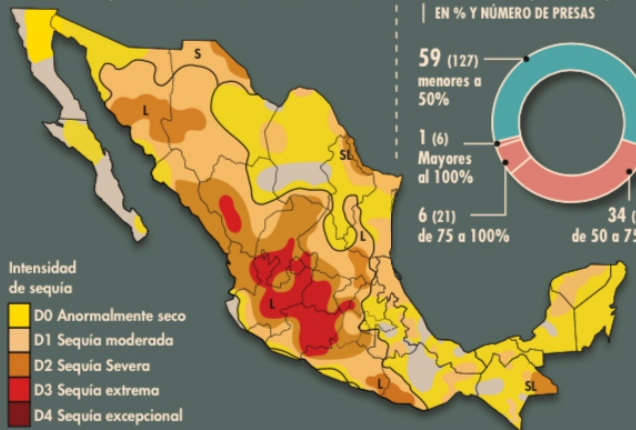 EN % Y NÚMERO DE PRESAS
59 (127)
menores a
50%
1 (6)
Mayores
al 100%
6 (21)
de 75 a 100%
34 (
de 50 a 75
S
L
SL
L
L
L
SL
Intensidad
de sequía
D0 Anormalmente seco
D1 Sequía moderada
D2 Sequía Severa
D3 Sequía extrema
D4 Sequía excepcional